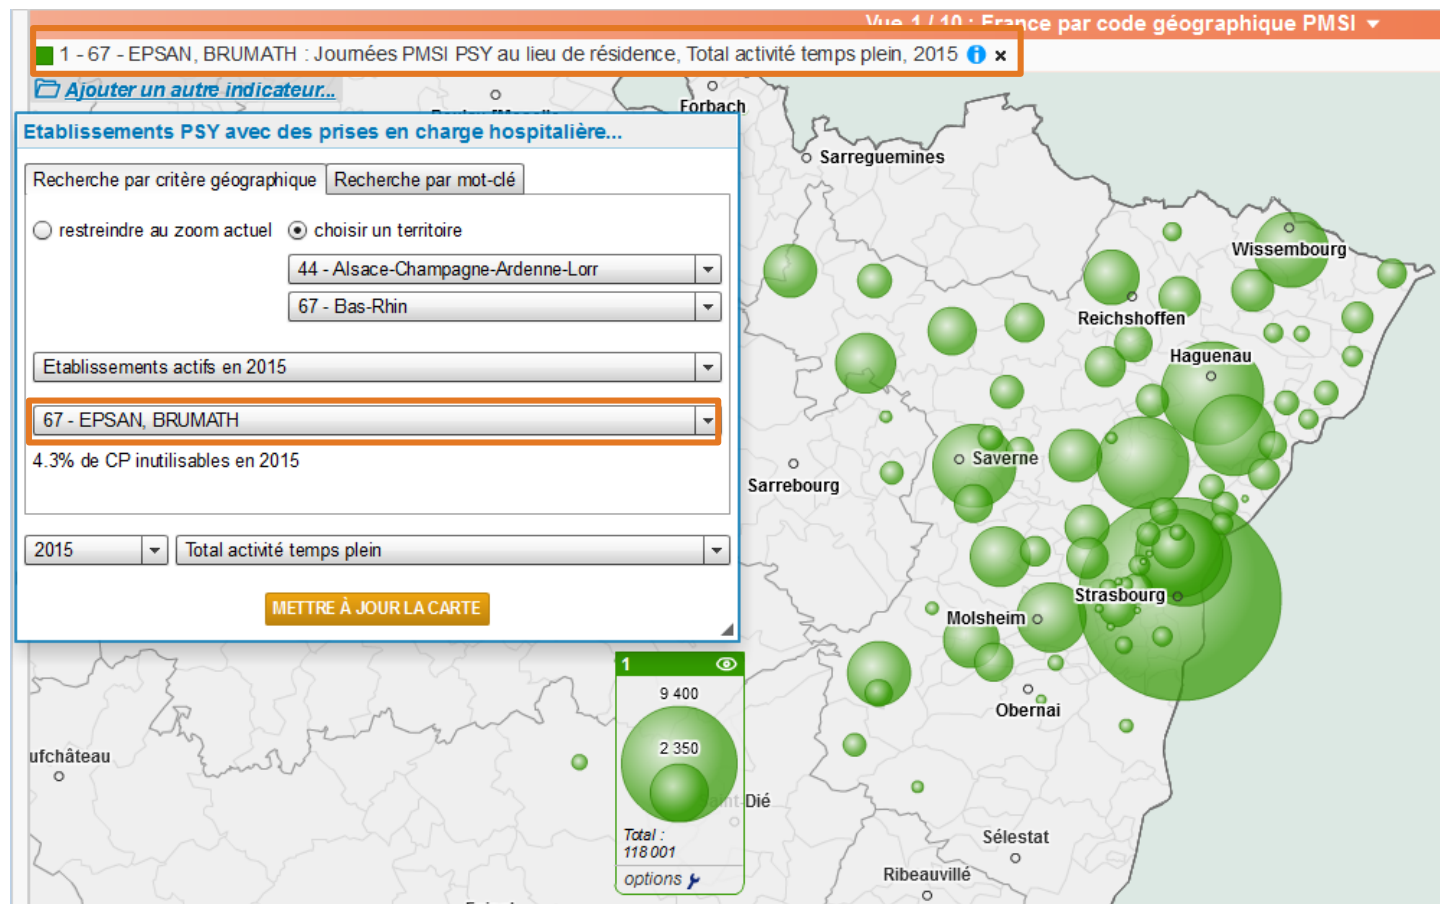 Vue 1 / 10 : France par code géographique PMSI
1 - 67 - EPSAN, BRUMATH : Journées PMSI PSY au lieu de résidence, Total activité temps plein, 2015
Ajouter un autre indicateur...
Forbach
Etablissements PSY avec des prises en charge hospitalière...
Sarreguemines
Recherche par critère géographique
Recherche par mot-clé
restreindre au zoom actuel
choisir un territoire
Wissembourg
44 - Alsace-Champagne-Ardenne-Lorr
67 - Bas-Rhin
Reichshoffen
Haguenau
Etablissements actifs en 2015
67 - EPSAN, BRUMATH
4.3% de CP inutilisables en 2015
Saverne
Sarrebourg
2015
Total activité temps plein
METTRE À JOUR LA CARTE
Strasbourg
Molsheim
1
9 400
2 350
Obernai
ufchâteau
int-Dié
Total :
118 001
options
Sélestat
Ribeauvillé